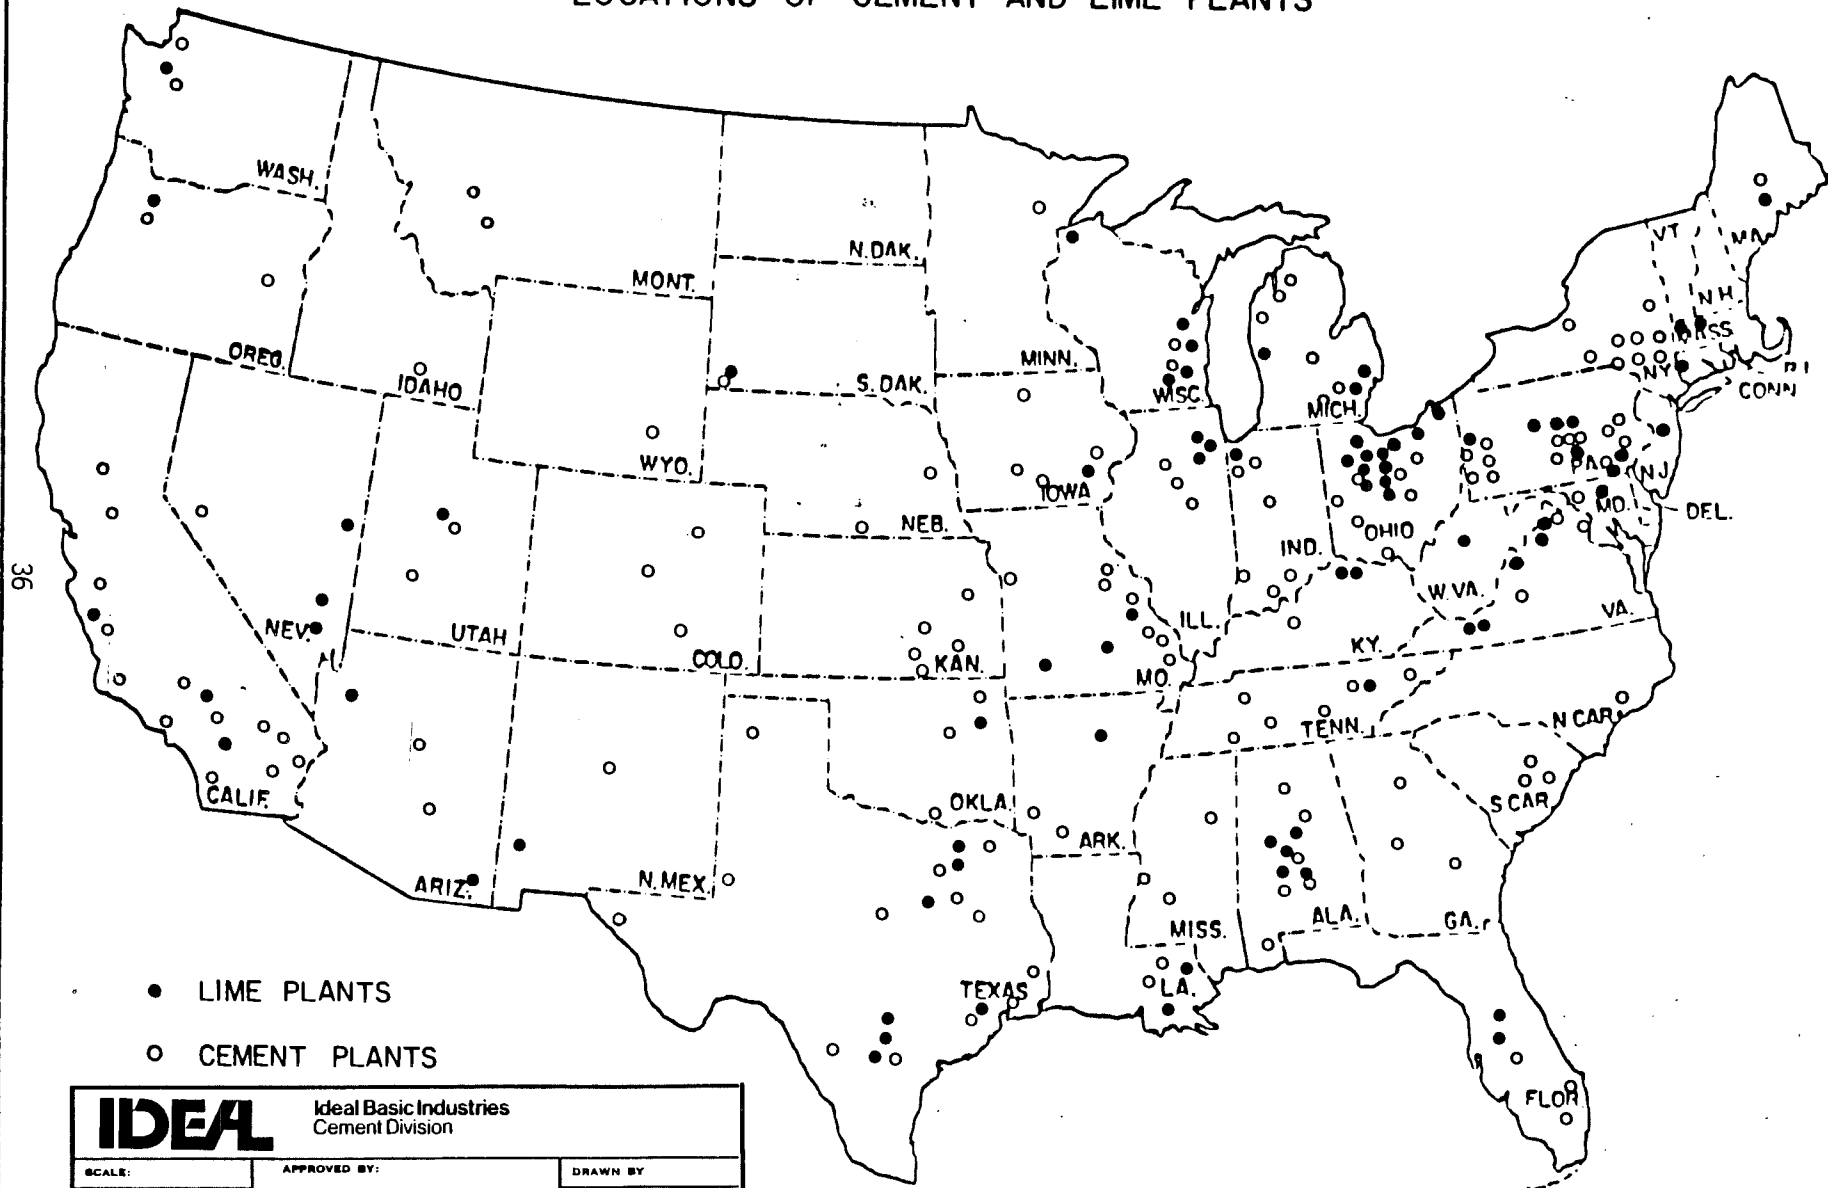 LOCATIONS OF CEMENT AND LIME PLANTS
WASH.
VT
MA.
N.DAK.
MONT.
N H.
MASS.
OREG.
IDAHO
MINN.
S.DAK.
WISC.
MICH.
NY
R I
CONN
WYO.
IOWA
NEB.
PA
N J
MD.
DEL.
OHIO
IND.
36
W.VA.
VA.
NEV.
UTAH
ILL.
COLO.
KAN.
KY.
MO.
N CAR.
TENN.
CALIF.
OKLA.
S CAR.
ARK.
ARIZ.
N.MEX.
ALA.
GA.
MISS.
LA.
TEXAS
LIME PLANTS
CEMENT PLANTS
FLOR
IDEAL
Ideal Basic Industries
Cement Division
SCALE:
APPROVED BY:
DRAWN BY